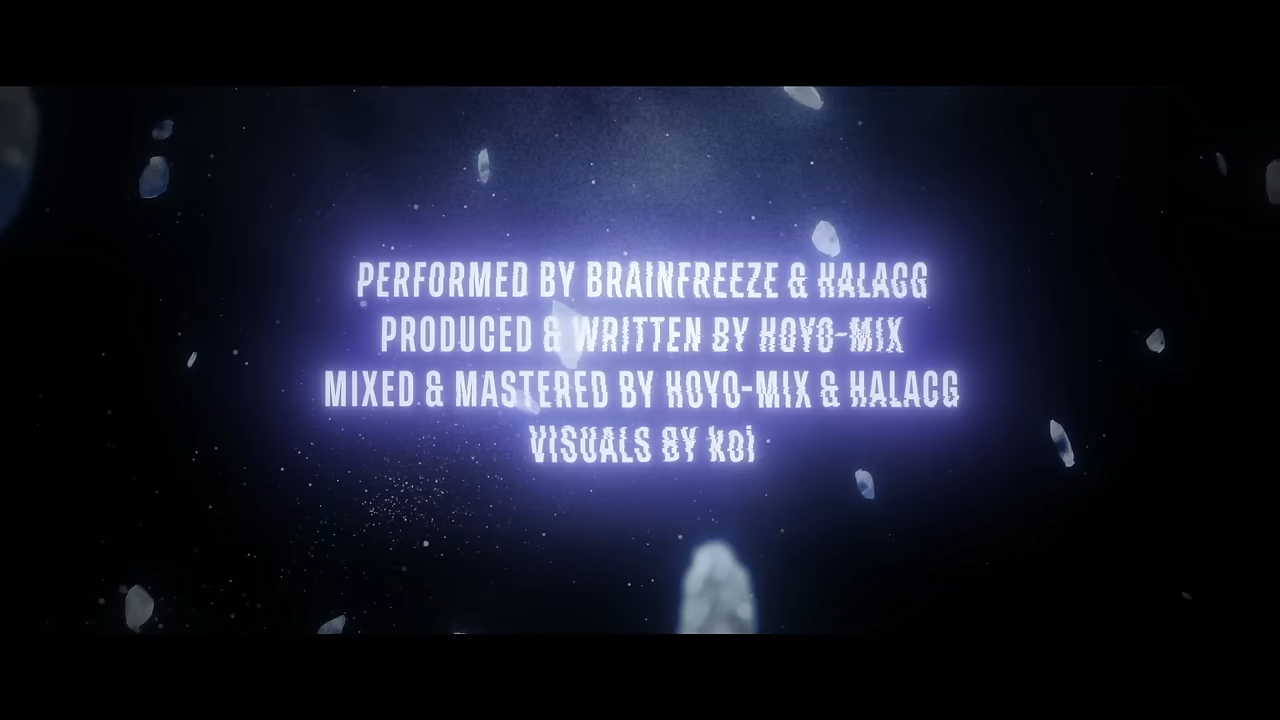 PERFORMED BY BRAINFREEZE & HALACG
PRODUCED & WRITTEN BY HOYO-MIX
MIXED & MASTERED BY HOYO-MIX & HALACG
VISUALS BY koi